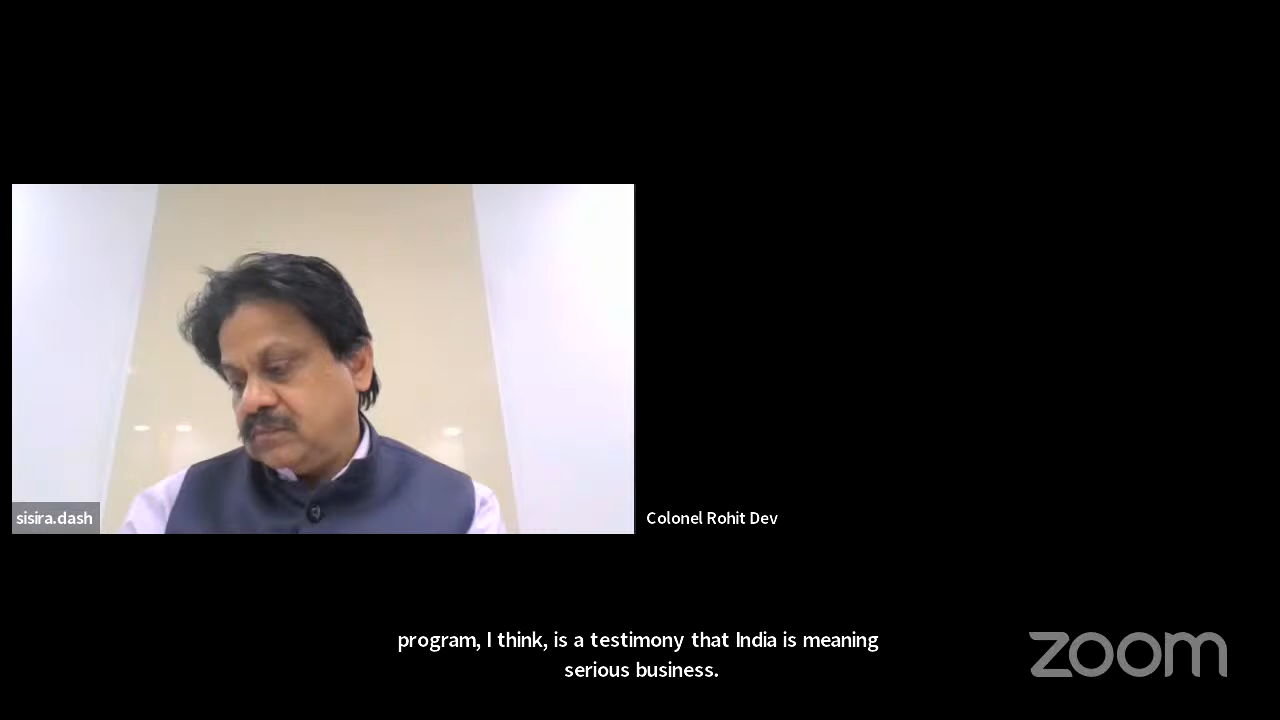 sisira.dash
Colonel Rohit Dev
program, I think, is a testimony that India is meaning
serious business.
zoom